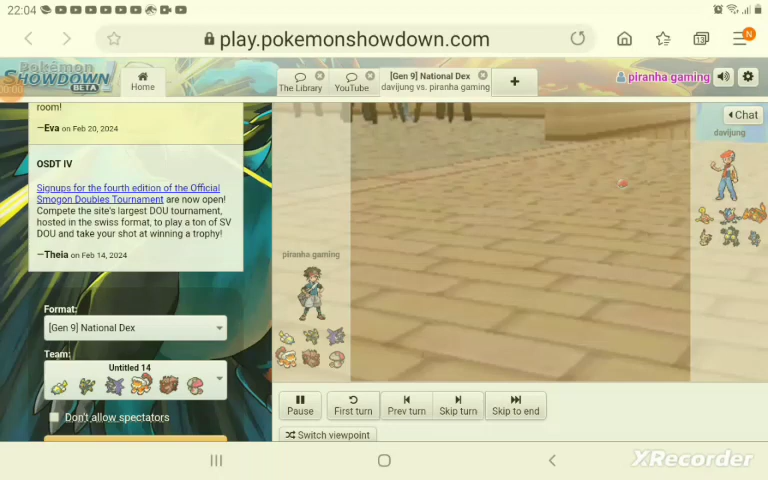 22:04
play.pokemonshowdown.com
13
N
Pokémon
SHOWDOWN!
BETA
00:00
Home
The Library
YouTube
[Gen 9] National Dex
davijung vs. piranha gaming
piranha gaming
room!
—Eva on Feb 20, 2024
OSDT IV
Signups for the fourth edition of the Official
Smogon Doubles Tournament are now open!
Compete the site's largest DOU tournament,
hosted in the swiss format, to play a ton of SV
DOU and take your shot at winning a trophy!
—Theia on Feb 14, 2024
Format:
[Gen 9] National Dex
Team:
Untitled 14
Don't allow spectators
piranha gaming
Chat
davijung
Pause
First turn
Prev turn
Skip turn
Skip to end
Switch viewpoint
XRecorder